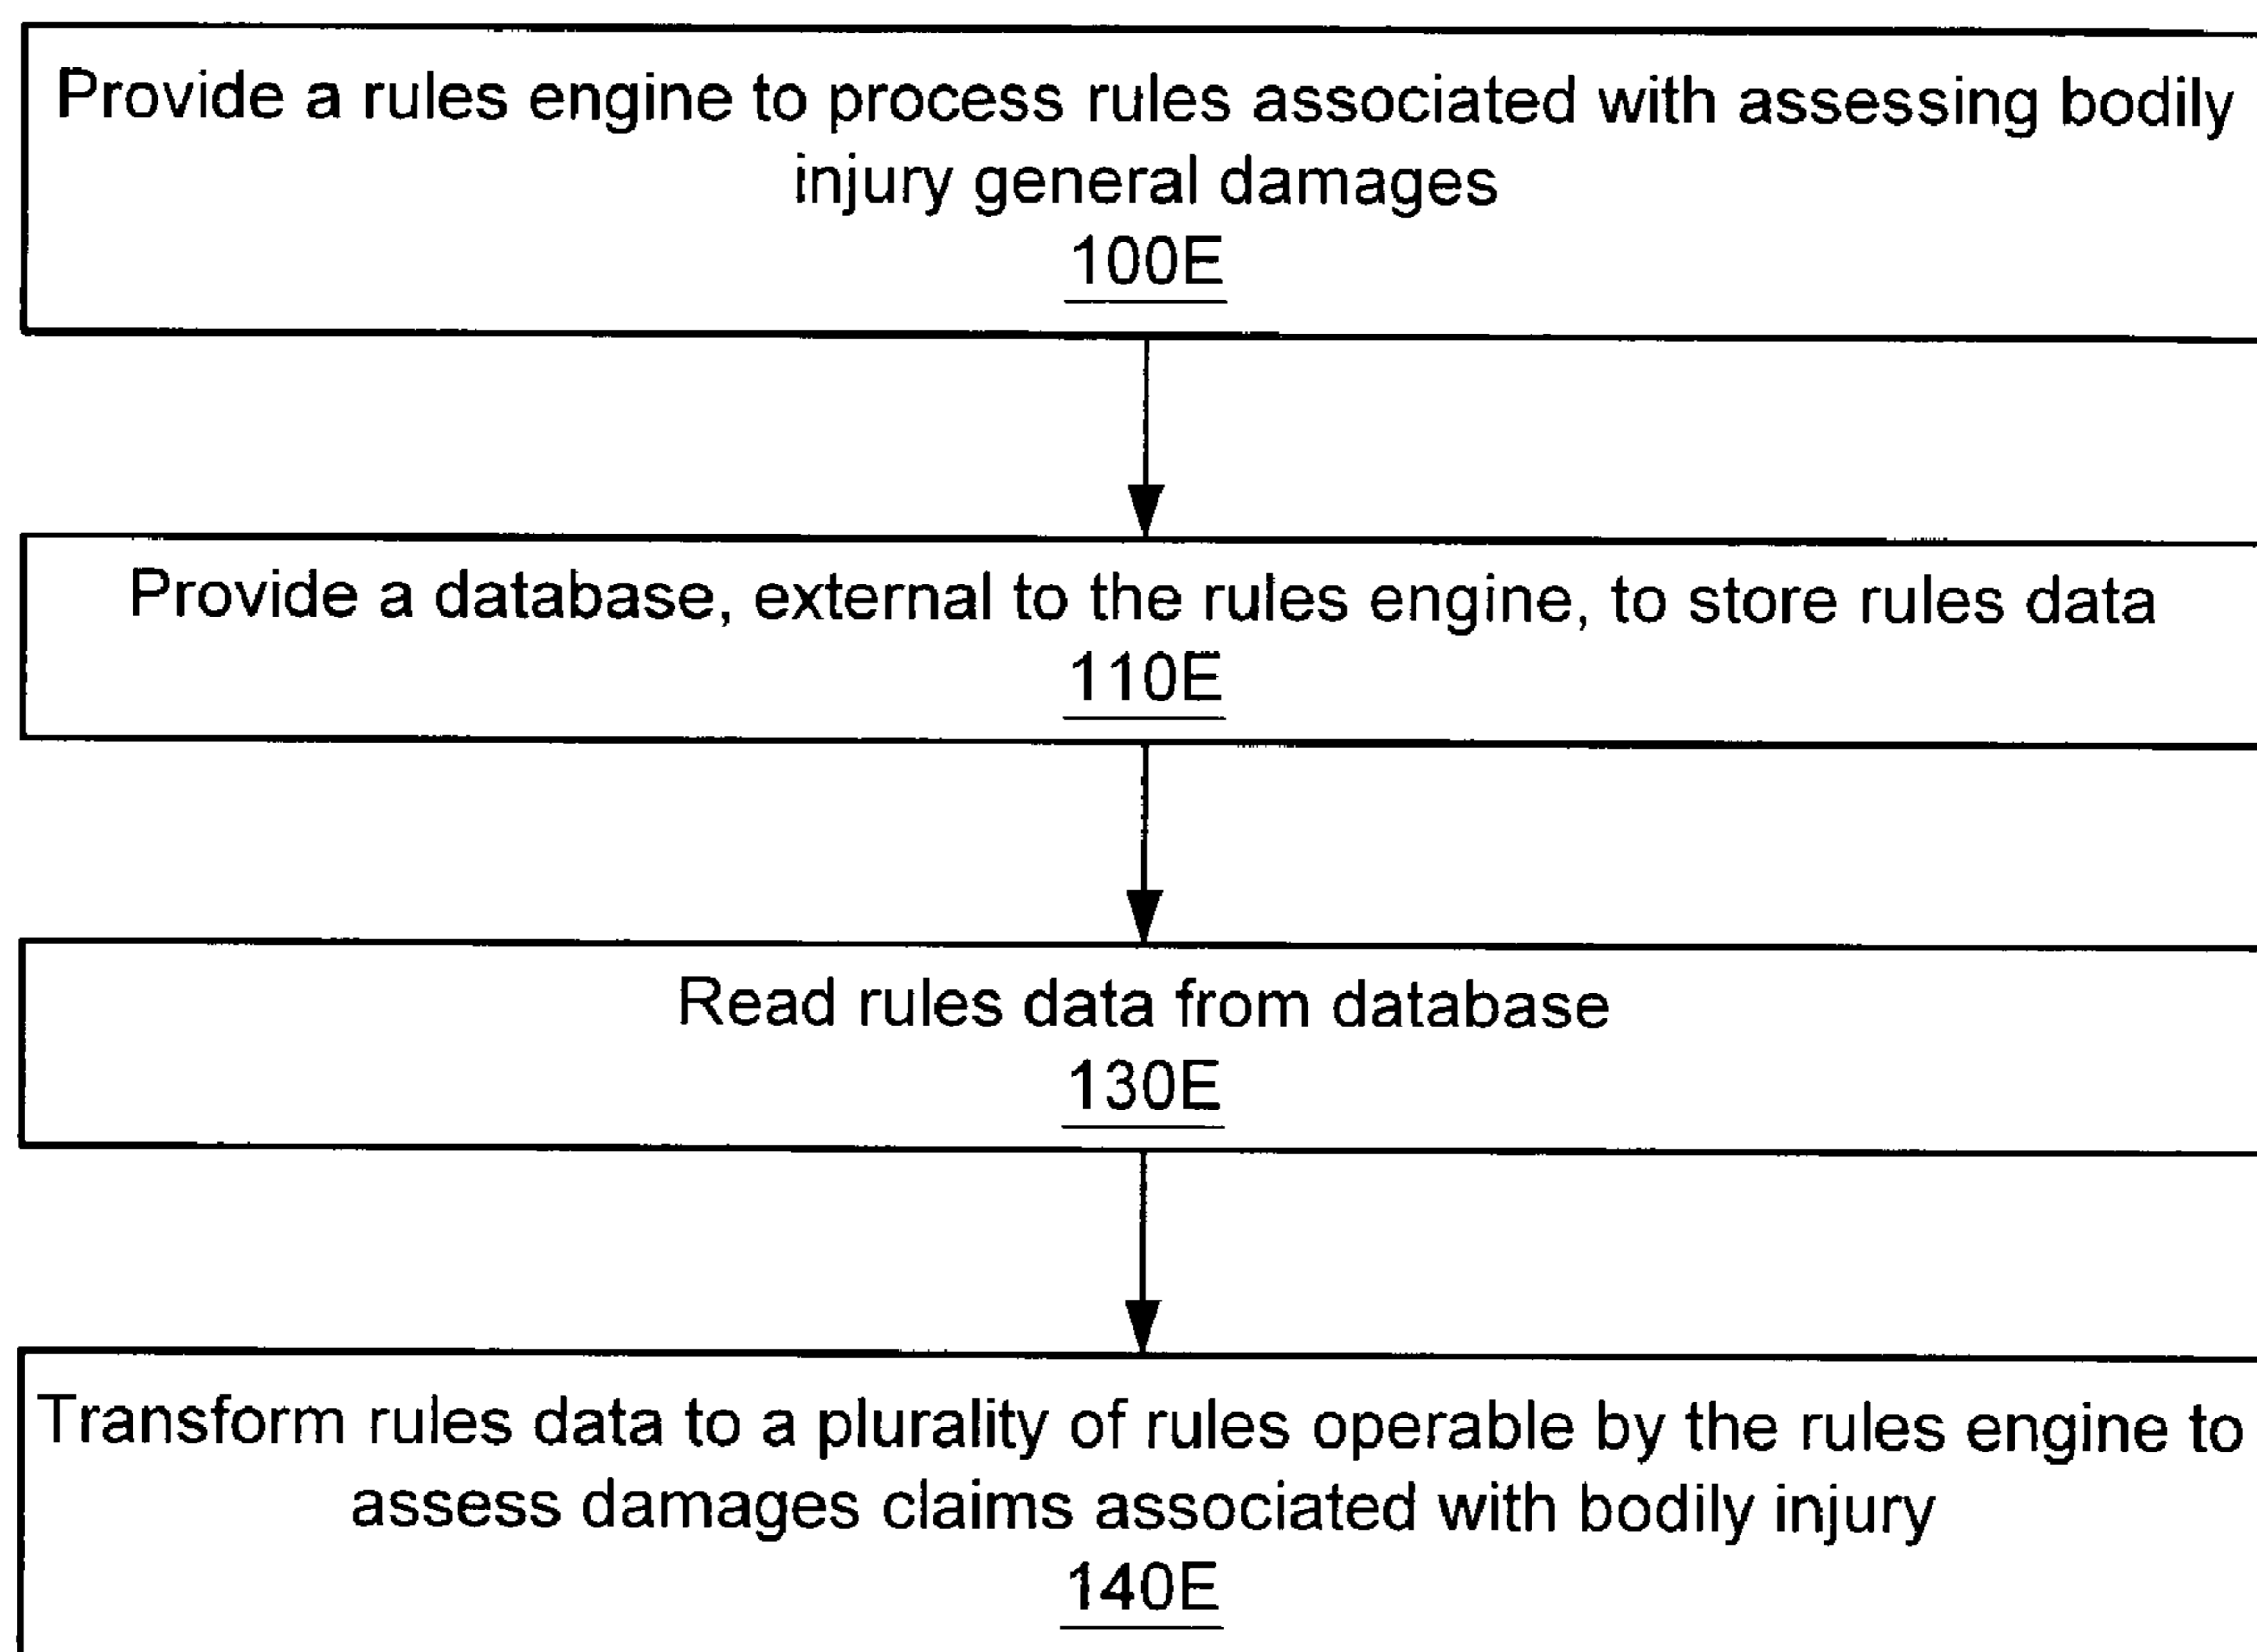 Provide a rules engine to process rules associated with assessing bodily
injury general damages
100E
Provide a database, external to the rules engine, to store rules data
110E
Read rules data from database
130E
Transform rules data to a plurality of rules operable by the rules engine to
assess damages claims associated with bodily injury
140E